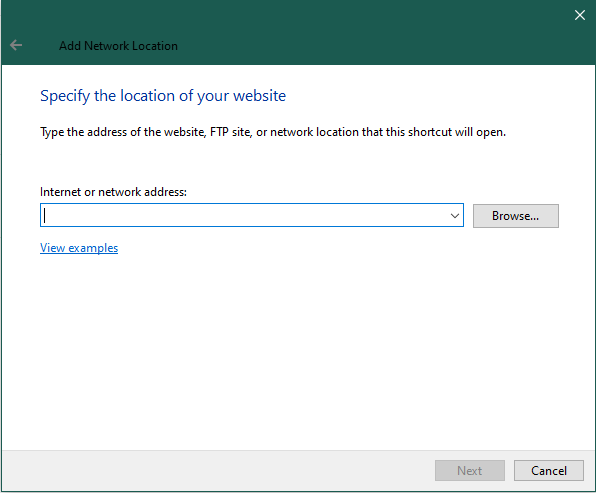 Add Network Location
Specify the location of your website
Type the address of the website, FTP site, or network location that this shortcut will open.
Internet or network address:
Browse...
View examples
Next
Cancel